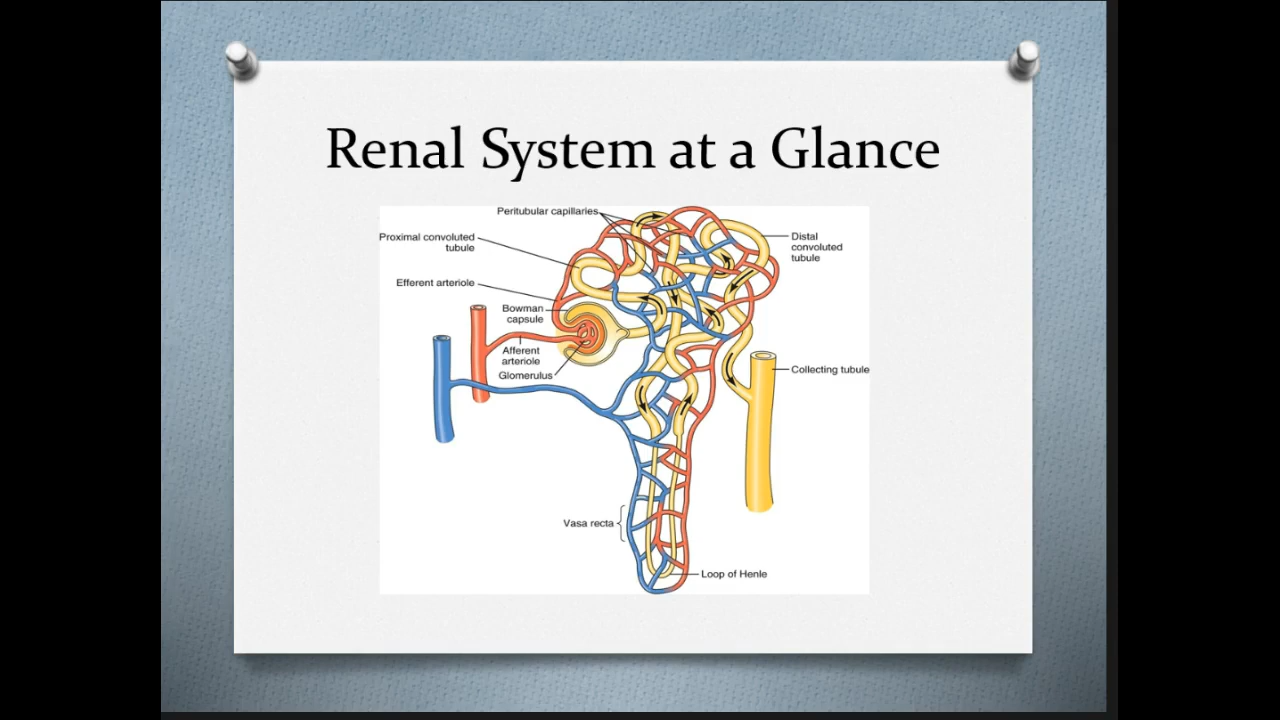 Renal System at a Glance
Peritubular capillaries
Proximal convoluted
tubule
Distal
convoluted
tubule
Efferent arteriole
Bowman
capsule
Afferent
arteriole
Glomerulus
Collecting tubule
Vasa recta
Loop of Henle